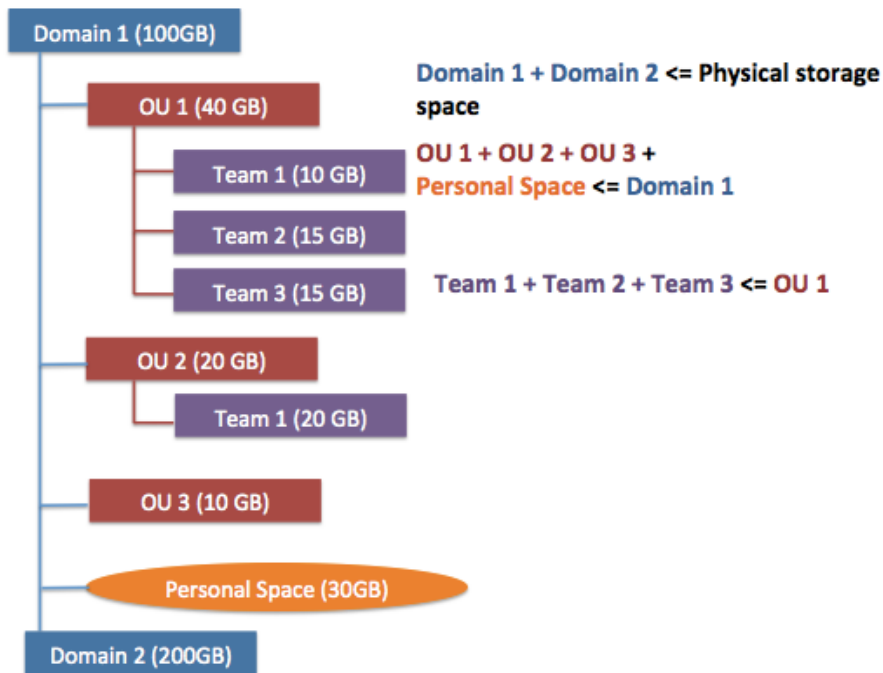 Domain 1 (100GB)
Domain 1 + Domain 2 <= Physical storage
space
OU 1 (40 GB)
OU 1 + OU 2 + OU 3 +
Personal Space <= Domain 1
Team 1 (10 GB)
Team 2 (15 GB)
Team 3 (15 GB)
Team 1 + Team 2 + Team 3 <= OU 1
OU 2 (20 GB)
Team 1 (20 GB)
OU 3 (10 GB)
Personal Space (30GB)
Domain 2 (200GB)